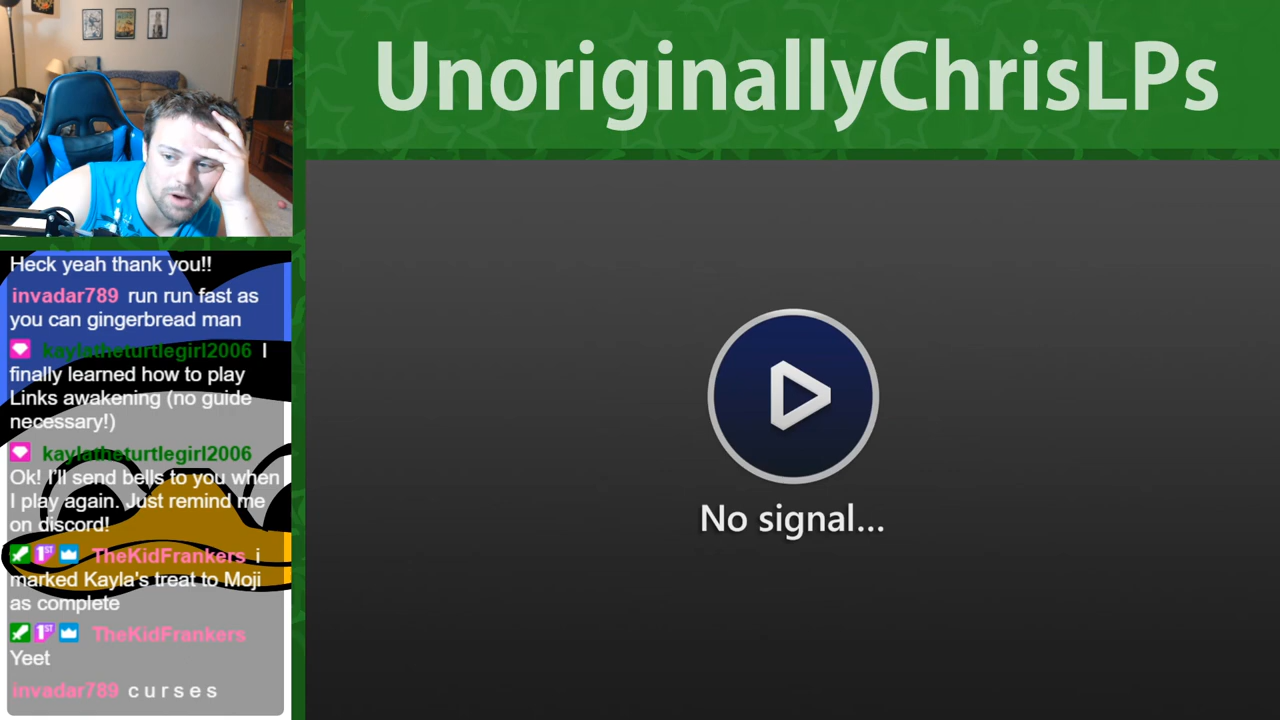 UnoriginallyChrisLPs
Heck yeah thank you!!
invadar789 run run fast as
you can gingerbread man
kaylatheturtlegirl2006 I
finally learned how to play
Links awakening (no guide
necessary!)
kaylatheturtlegirl2006
Ok! I'll send bells to you when
I play again. Just remind me
on discord!
1ST TheKidFrankers i
marked Kayla's treat to Moji
as complete
1ST TheKidFrankers
Yeet
invadar789 c u r s e s
No signal...